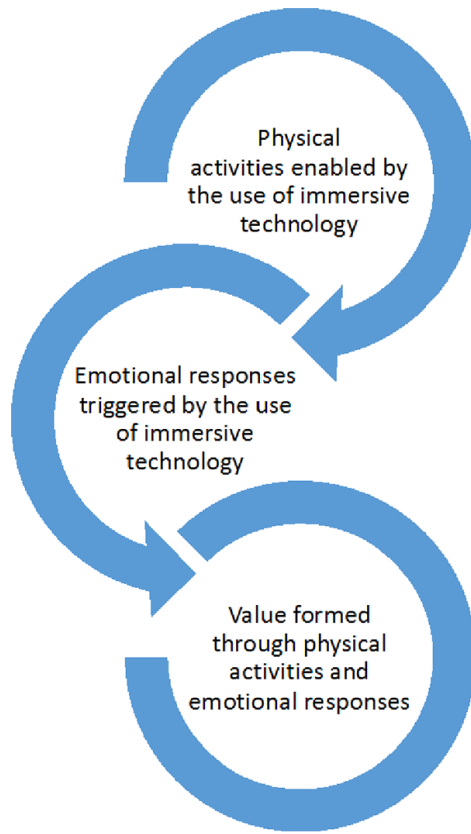 Physical
activities enabled by
the use of immersive
technology
Emotional responses
triggered by the use
of immersive
technology
Value formed
through physical
activities and
emotional responses